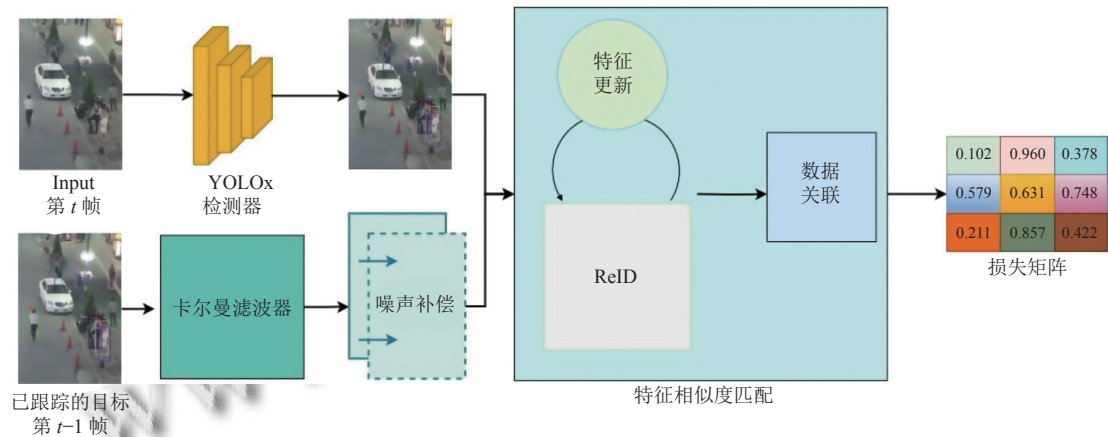 Input
第 t 帧
YOLOx
检测器
特征
更新
数据
关联
ReID
0.102 0.960 0.378
0.579 0.631 0.748
0.211 0.857 0.422
损失矩阵
卡尔曼滤波器
噪声补偿
特征相似度匹配
已跟踪的目标
第 t−1 帧